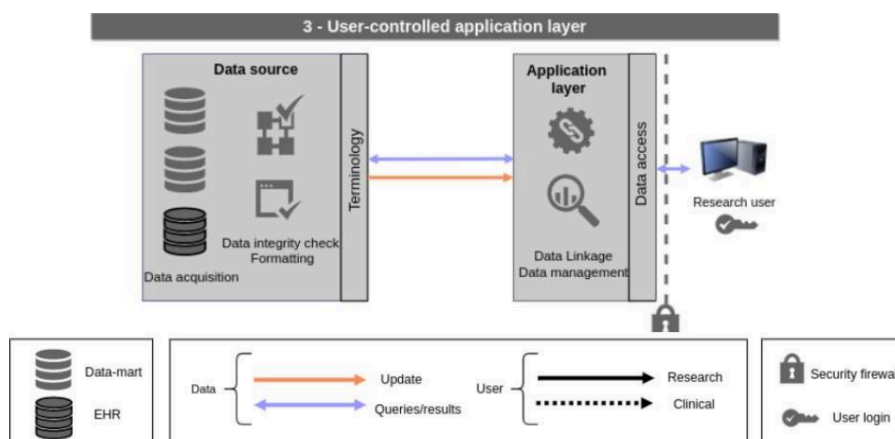 3 - User-controlled application layer
Data source
Terminology
Data integrity check
Formatting
Data acquisition
Application
layer
Data Linkage
Data management
Data access
Research user
Data-mart
EHR
Data
Update
Queries/results
User
Research
Clinical
Security firewal
User login